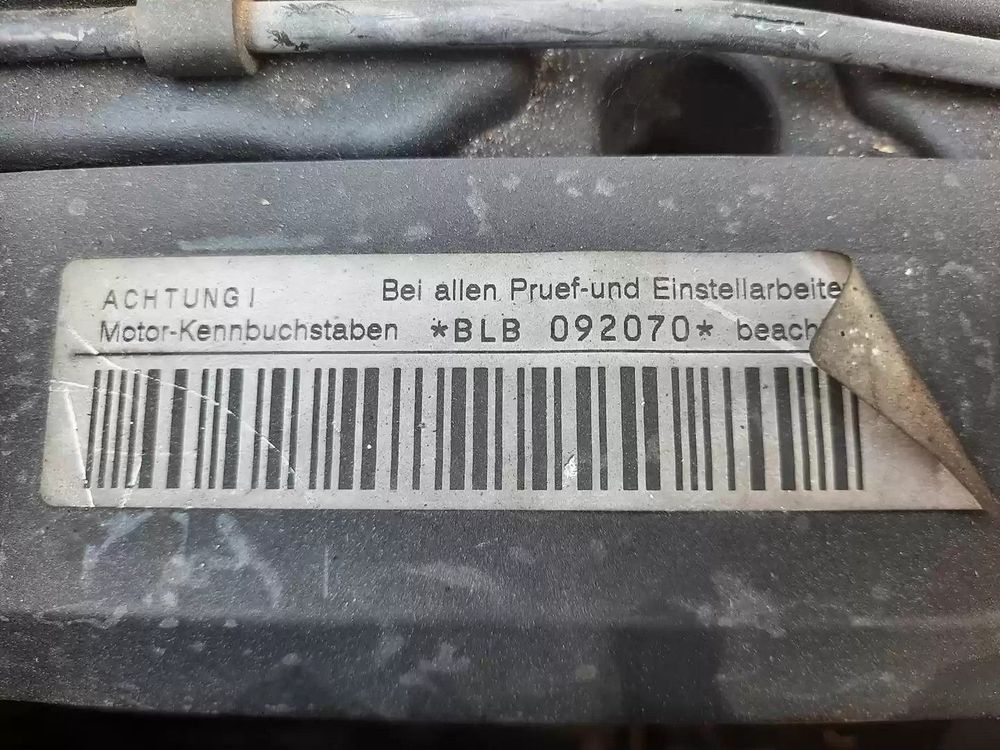 ACHTUNG! Bei allen Pruef-und Einstellarbeite
Motor-Kennbuchstaben *BLB 092070* beach